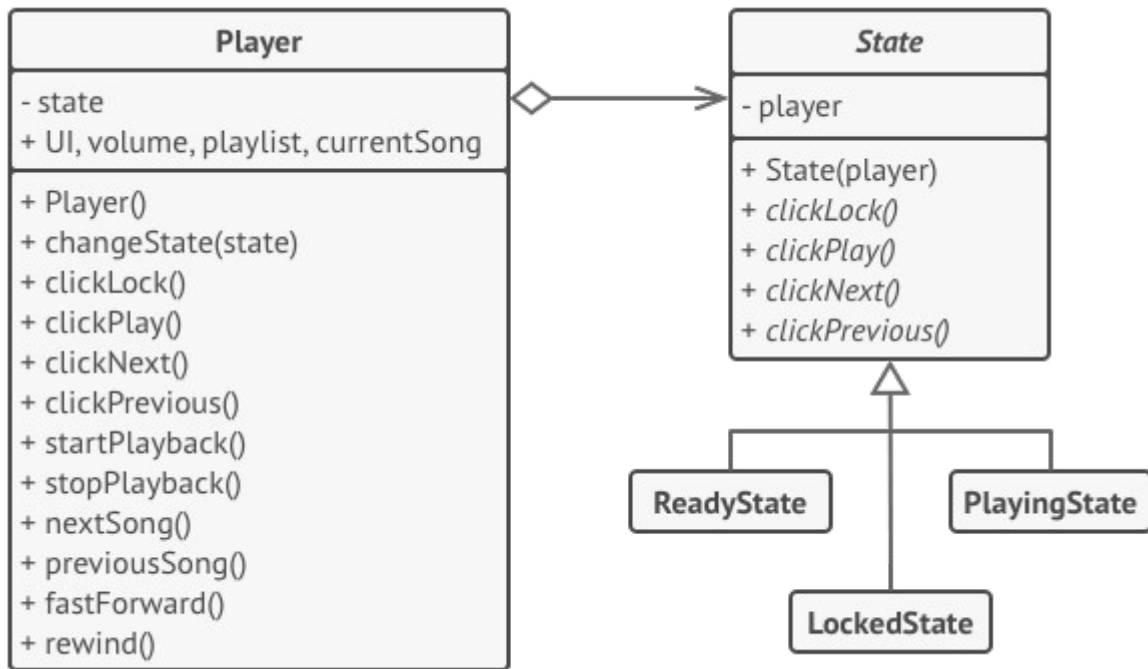 Player
- state
+ UI, volume, playlist, currentSong
+ Player()
+ changeState(state)
+ clickLock()
+ clickPlay()
+ clickNext()
+ clickPrevious()
+ startPlayback()
+ stopPlayback()
+ nextSong()
+ previousSong()
+ fastForward()
+ rewind()
State
- player
+ State(player)
+ clickLock()
+ clickPlay()
+ clickNext()
+ clickPrevious()
ReadyState
PlayingState
LockedState